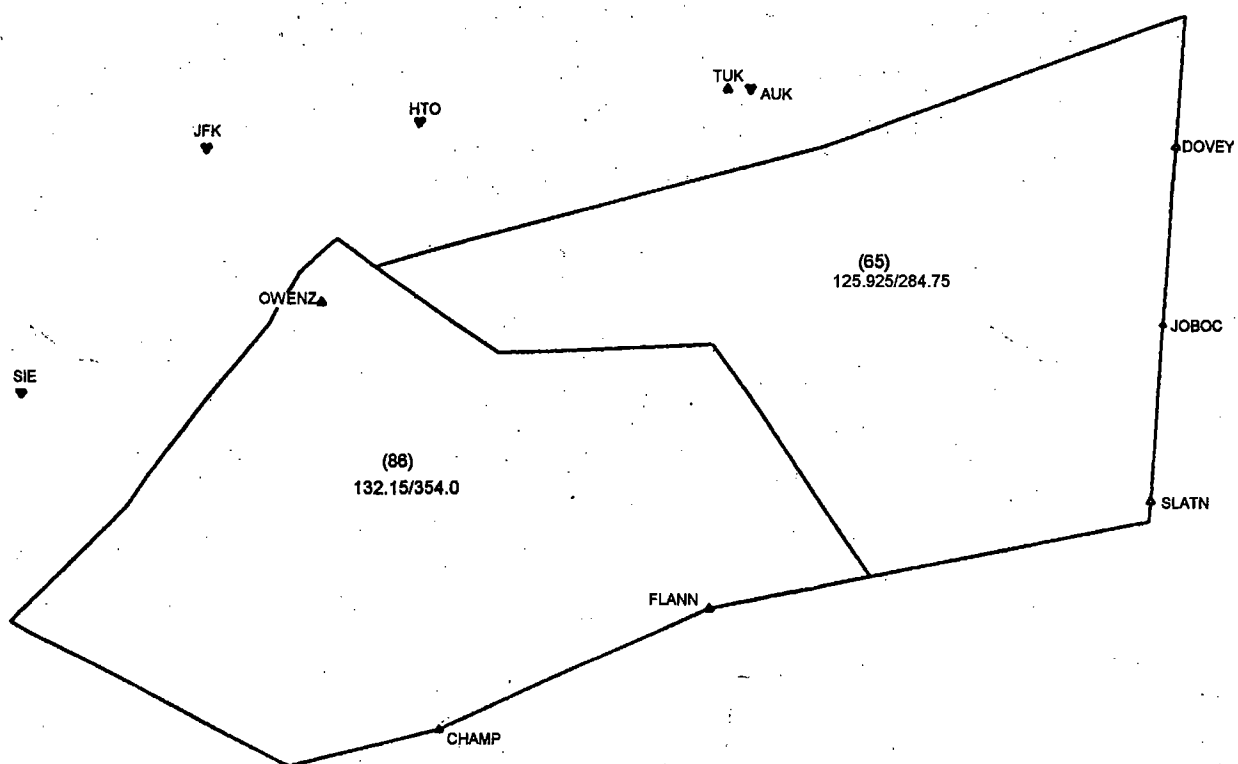 TUK
AUK
HTO
JFK
DOVEY
(65)
125.925/284.75
OWENZ
JOBOC
SIE
(86)
132.15/354.0
SLATN
FLANN
CHAMP